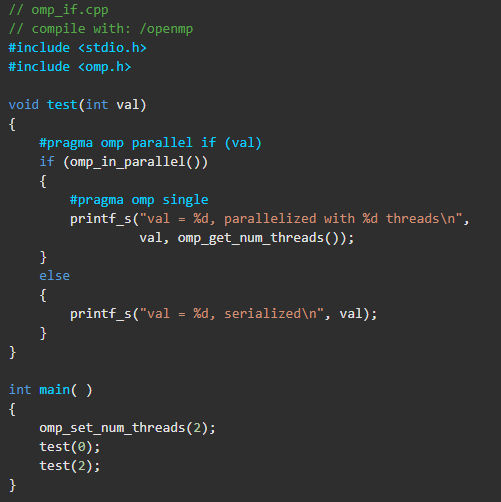 // omp_if.cpp
// compile with: /openmp
#include <stdio.h>
#include <omp.h>

void test(int val)
{
    #pragma omp parallel if (val)
    if (omp_in_parallel())
    {
        #pragma omp single
        printf_s("val = %d, parallelized with %d threads\n",
                 val, omp_get_num_threads());
    }
    else
    {
        printf_s("val = %d, serialized\n", val);
    }
}

int main( )
{
    omp_set_num_threads(2);
    test(0);
    test(2);
}